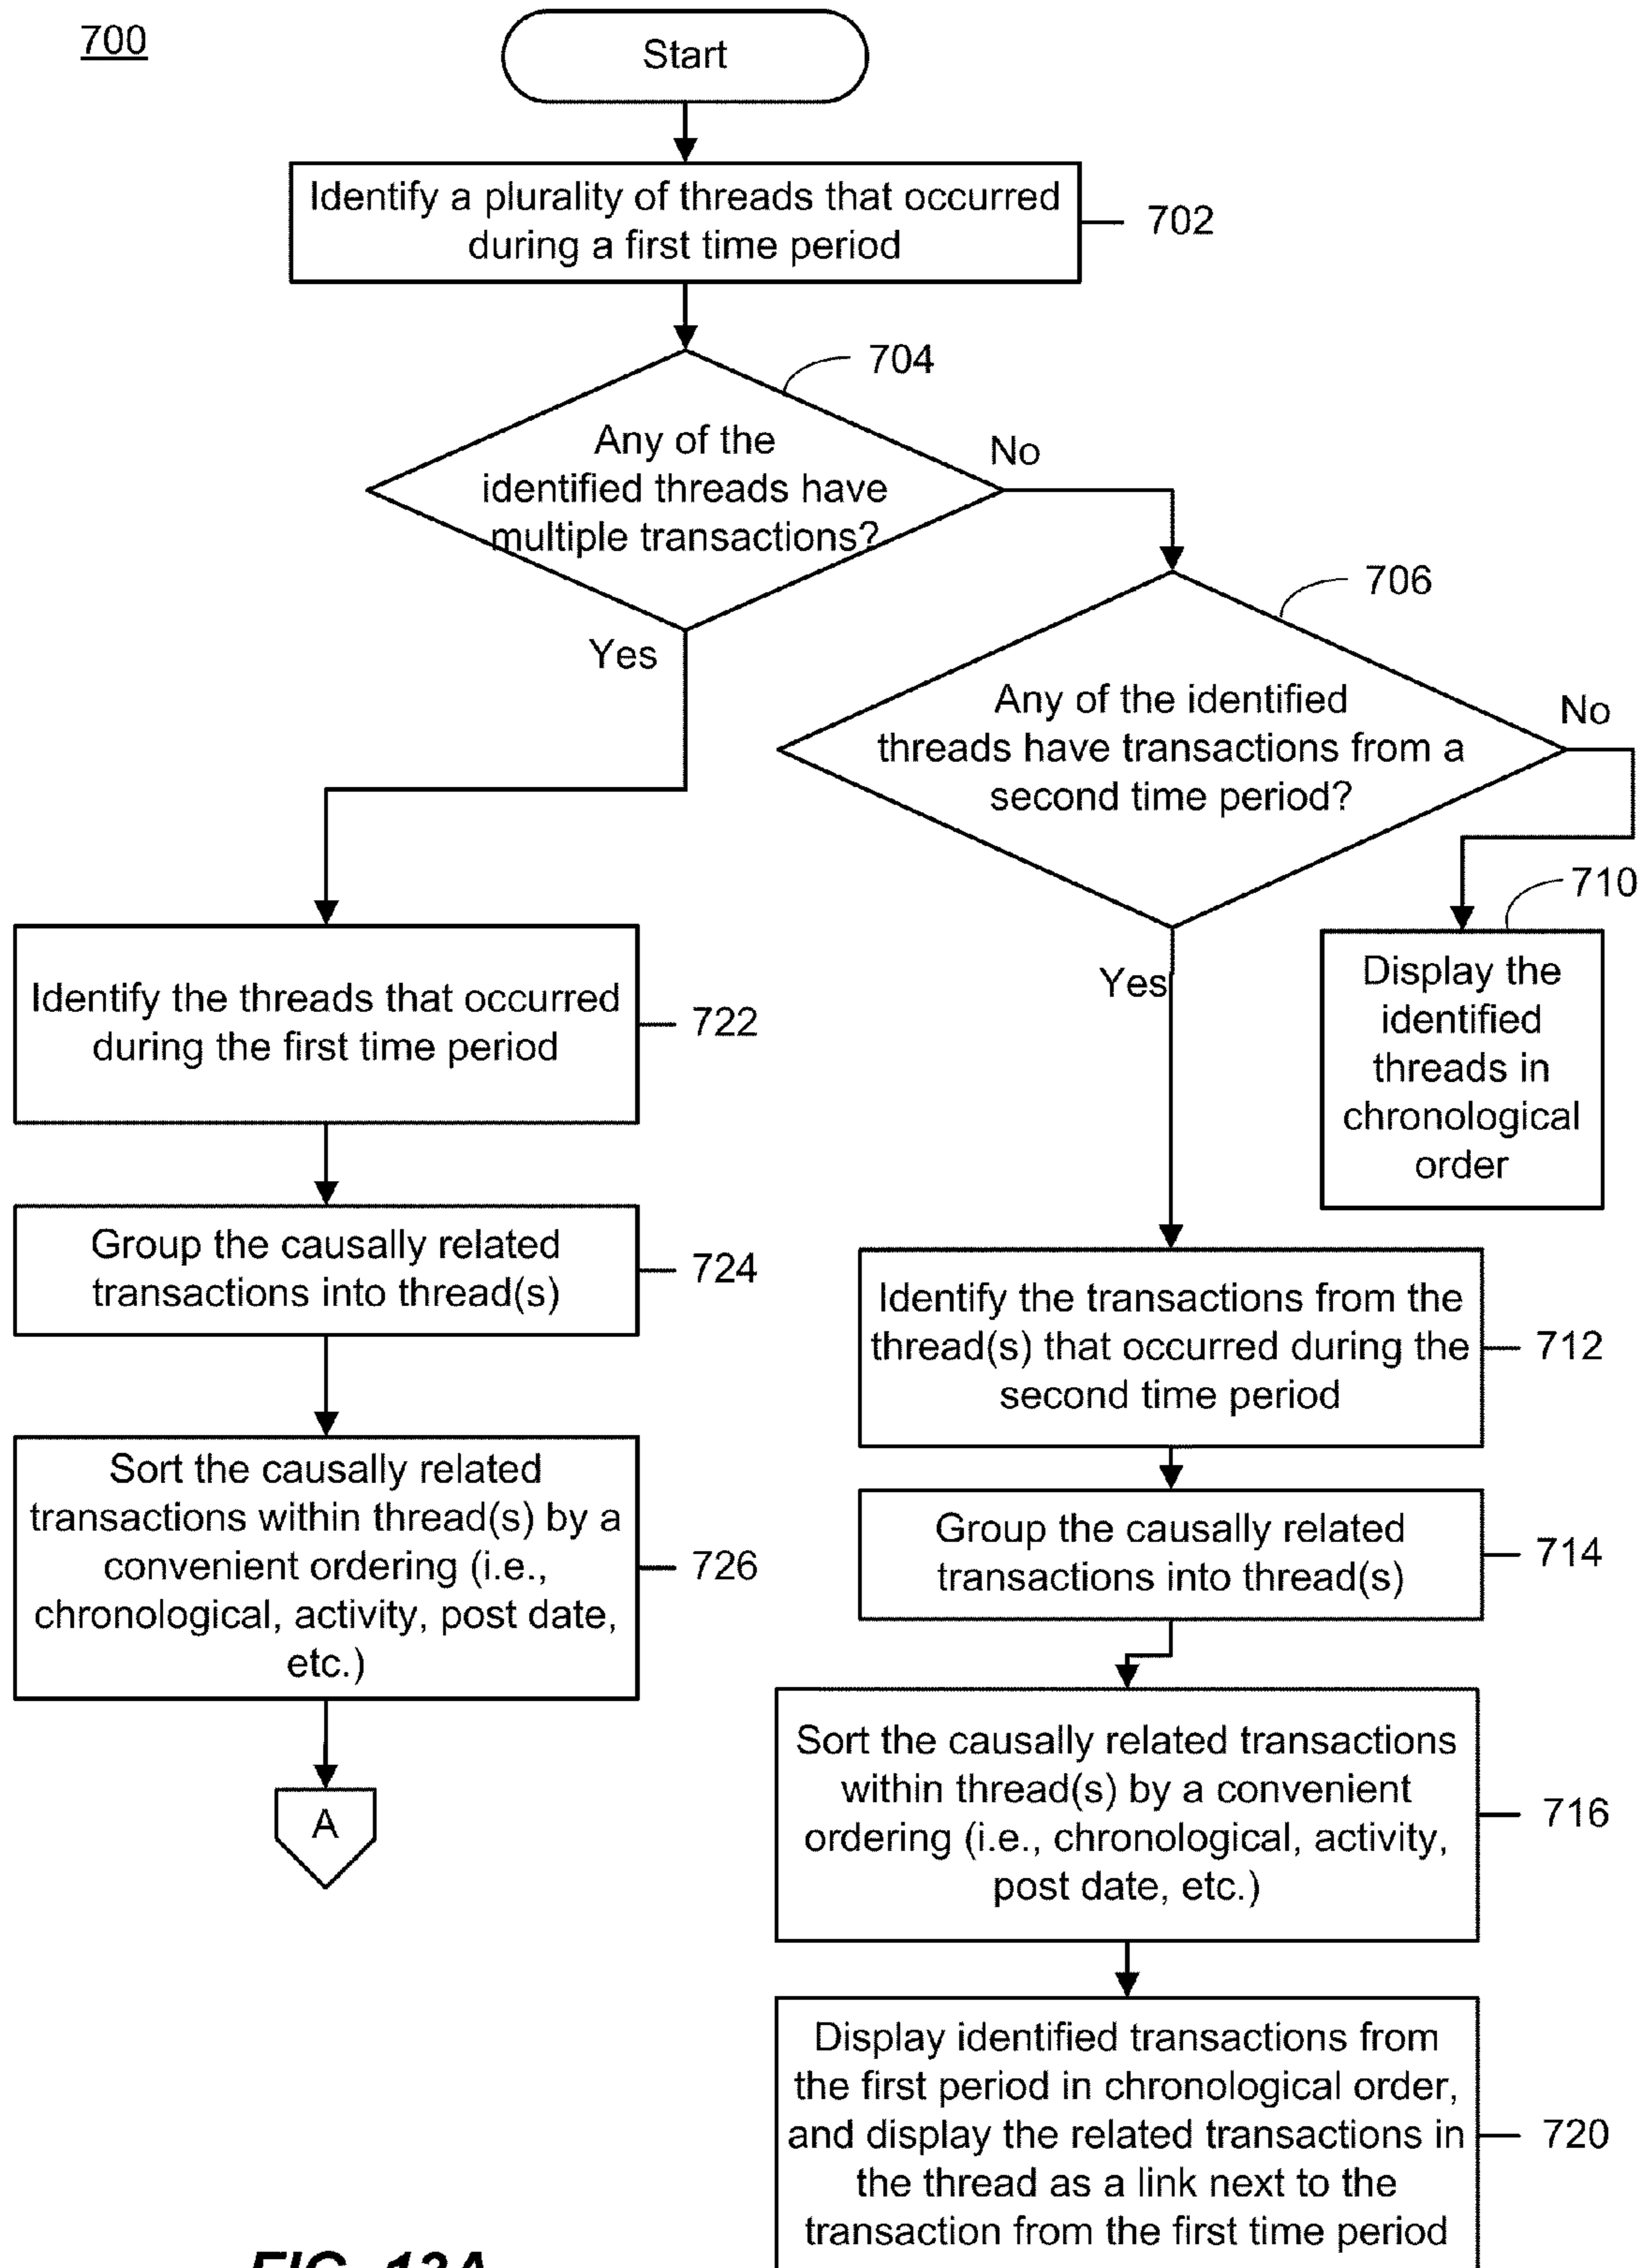 700
Start
Identify a plurality of threads that occurred
during a first time period
702
704
Any of the
identified threads have
multiple transactions?
No
Yes
706
Any of the identified
threads have transactions from a
second time period?
No
Yes
710
Display the
identified
threads in
chronological
order
Identify the threads that occurred
during the first time period
722
Group the causally related
transactions into thread(s)
724
Sort the causally related
transactions within thread(s) by a
convenient ordering (i.e.,
chronological, activity, post date,
etc.)
726
A
Identify the transactions from the
thread(s) that occurred during the
second time period
712
Group the causally related
transactions into thread(s)
714
Sort the causally related transactions
within thread(s) by a convenient
ordering (i.e., chronological, activity,
post date, etc.)
716
Display identified transactions from
the first period in chronological order,
and display the related transactions in
the thread as a link next to the
transaction from the first time period
720
FIG. 13A